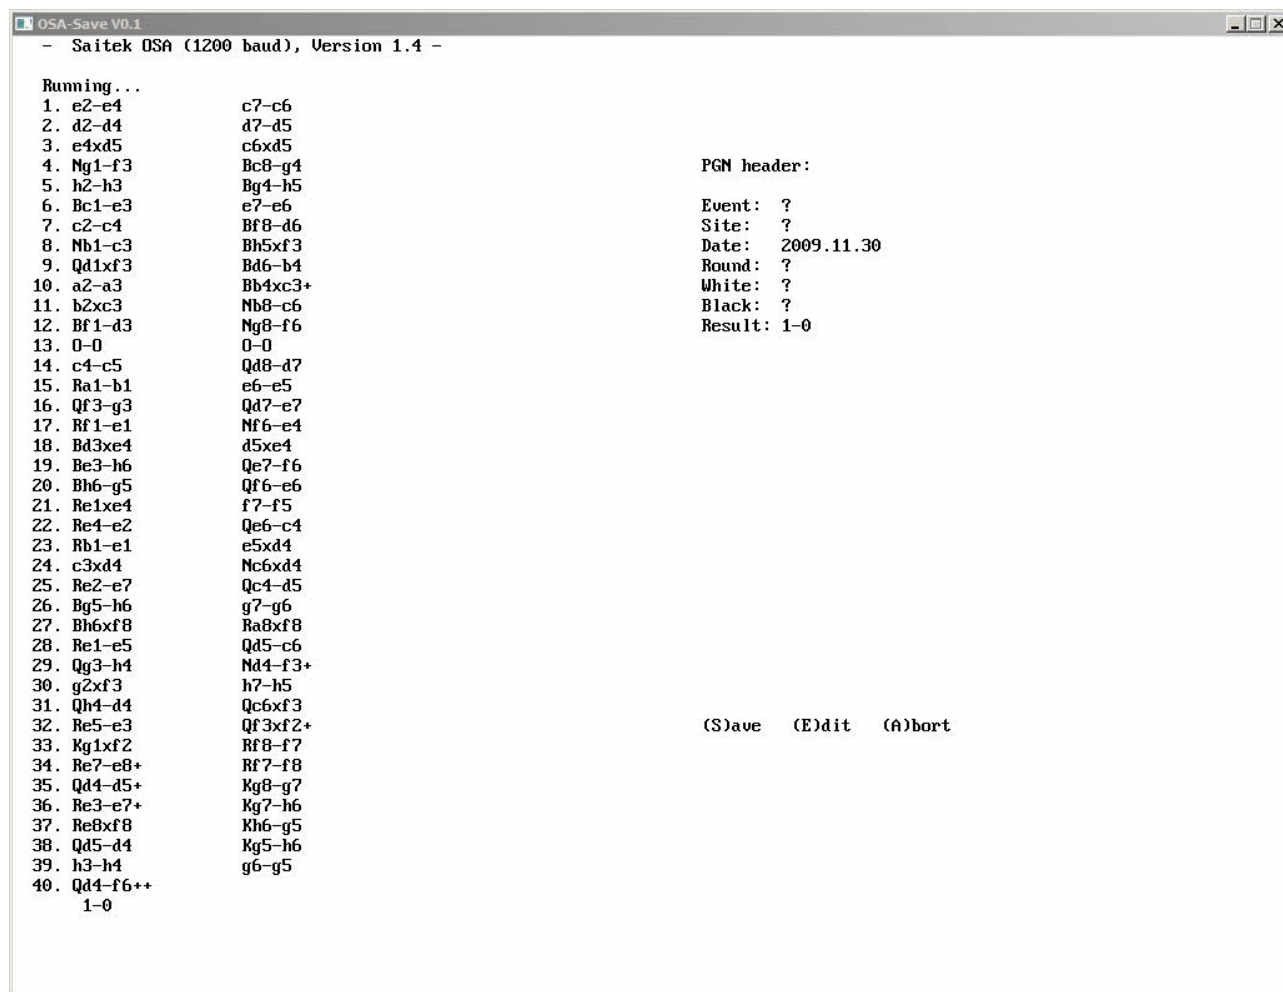 OSA-Save V0.1
- Saitek OSA (1200 baud), Version 1.4 -
Running...
1. e2-e4 c7-c6
2. d2-d4 d7-d5
3. e4xd5 c6xd5
4. Ng1-f3 Bc8-g4
5. h2-h3 Bg4-h5
6. Bc1-e3 e7-e6
7. c2-c4 Bf8-d6
8. Nb1-c3 Bh5xf3
9. Qd1xf3 Bd6-b4
10. a2-a3 Bb4xc3+
11. b2xc3 Nb8-c6
12. Bf1-d3 Ng8-f6
13. 0-0 0-0
14. c4-c5 Qd8-d7
15. Ra1-b1 e6-e5
16. Qf3-g3 Qd7-e7
17. Rf1-e1 Nf6-e4
18. Bd3xe4 d5xe4
19. Be3-h6 Qe7-f6
20. Bh6-g5 Qf6-e6
21. Re1xe4 f7-f5
22. Re4-e2 Qe6-c4
23. Rb1-e1 e5xd4
24. c3xd4 Nc6xd4
25. Re2-e7 Qc4-d5
26. Bg5-h6 g7-g6
27. Bh6xf8 Ra8xf8
28. Re1-e5 Qd5-c6
29. Qg3-h4 Nd4-f3+
30. g2xf3 h7-h5
31. Qh4-d4 Qc6xf3
32. Re5-e3 Qf3xf2+
33. Kg1xf2 Rf8-f7
34. Re7-e8+ Rf7-f8
35. Qd4-d5+ Kg8-g7
36. Re3-e7+ Kg7-h6
37. Re8xf8 Kh6-g5
38. Qd5-d4 Kg5-h6
39. h3-h4 g6-g5
40. Qd4-f6++
1-0
PGN header:
Event: ?
Site: ?
Date: 2009.11.30
Round: ?
White: ?
Black: ?
Result: 1-0
(S)ave (E)dit (A)bort